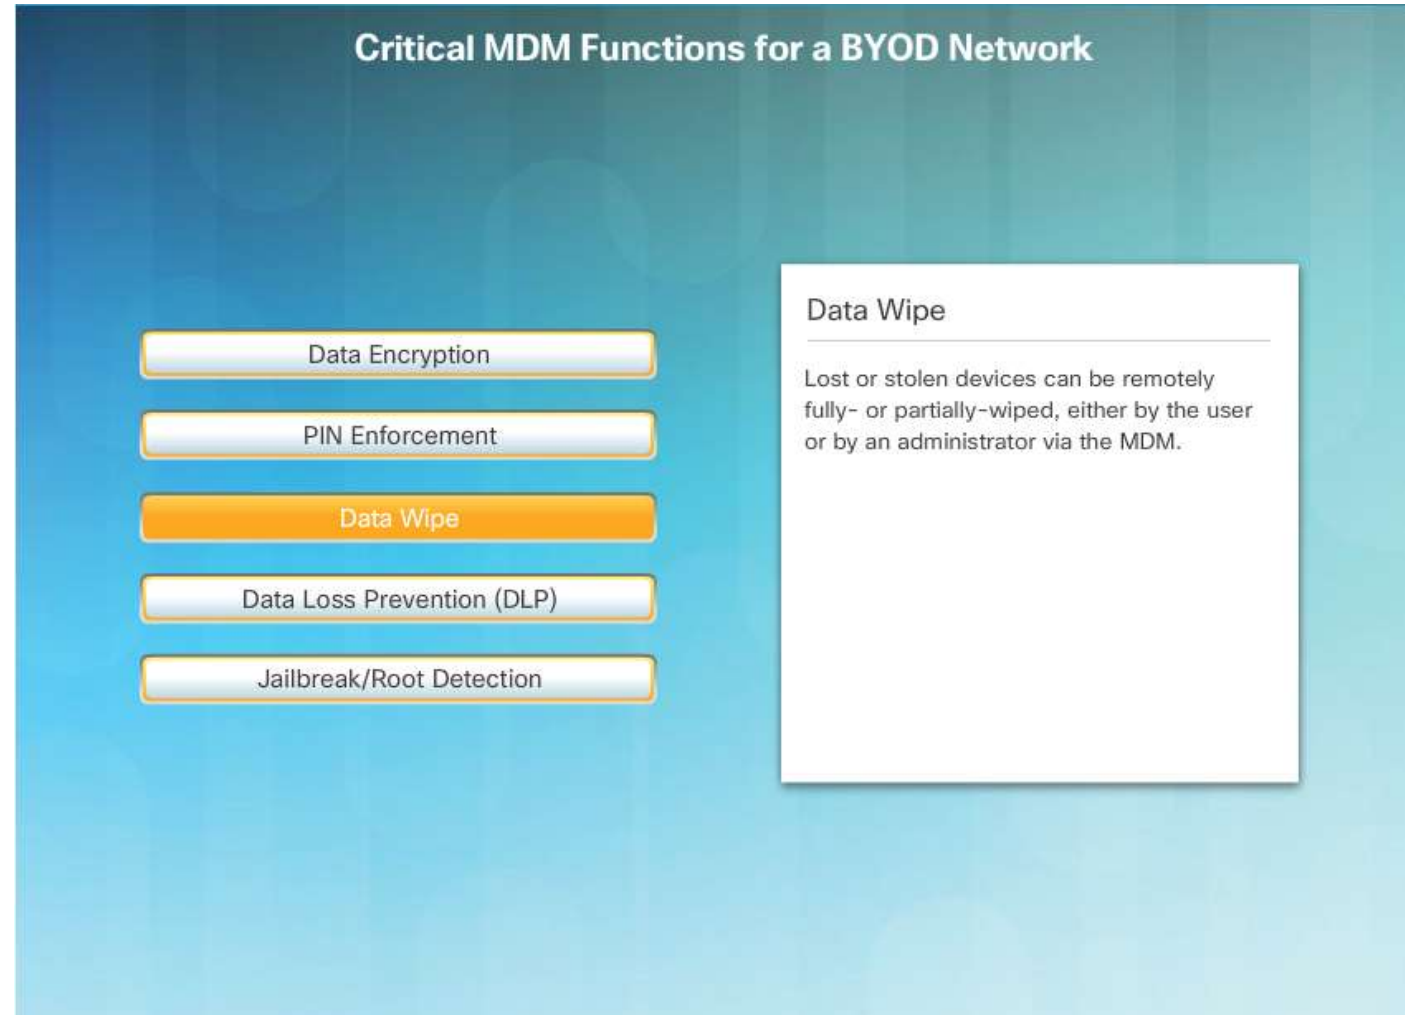 Critical MDM Functions for a BYOD Network
Data Encryption
PIN Enforcement
Data Wipe
Data Loss Prevention (DLP)
Jailbreak/Root Detection
Data Wipe
Lost or stolen devices can be remotely
fully- or partially-wiped, either by the user
or by an administrator via the MDM.